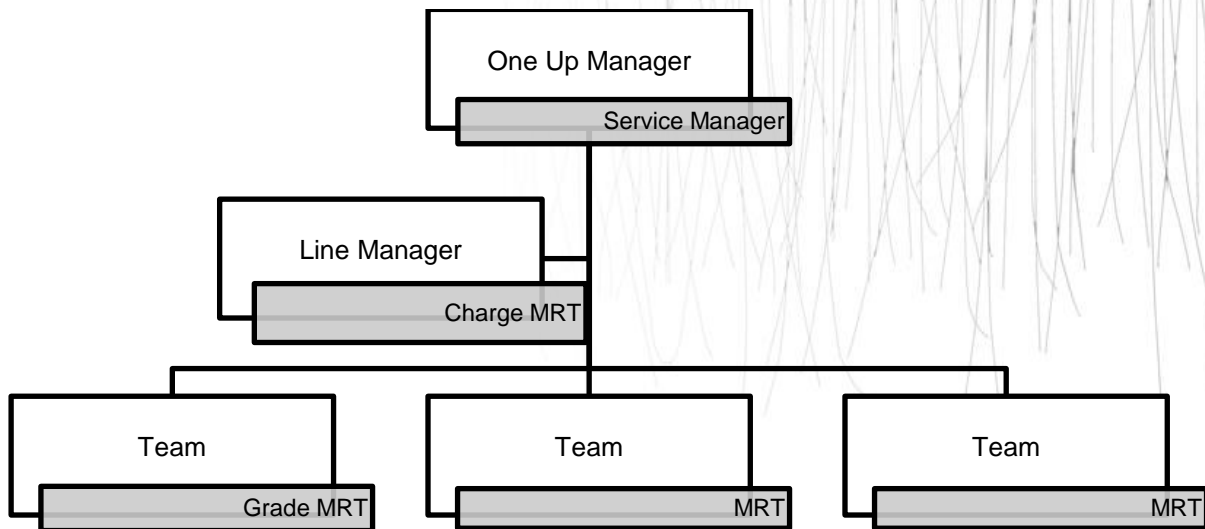 One Up Manager
Service Manager
Line Manager
Charge MRT
Team
Grade MRT
Team
MRT
Team
MRT